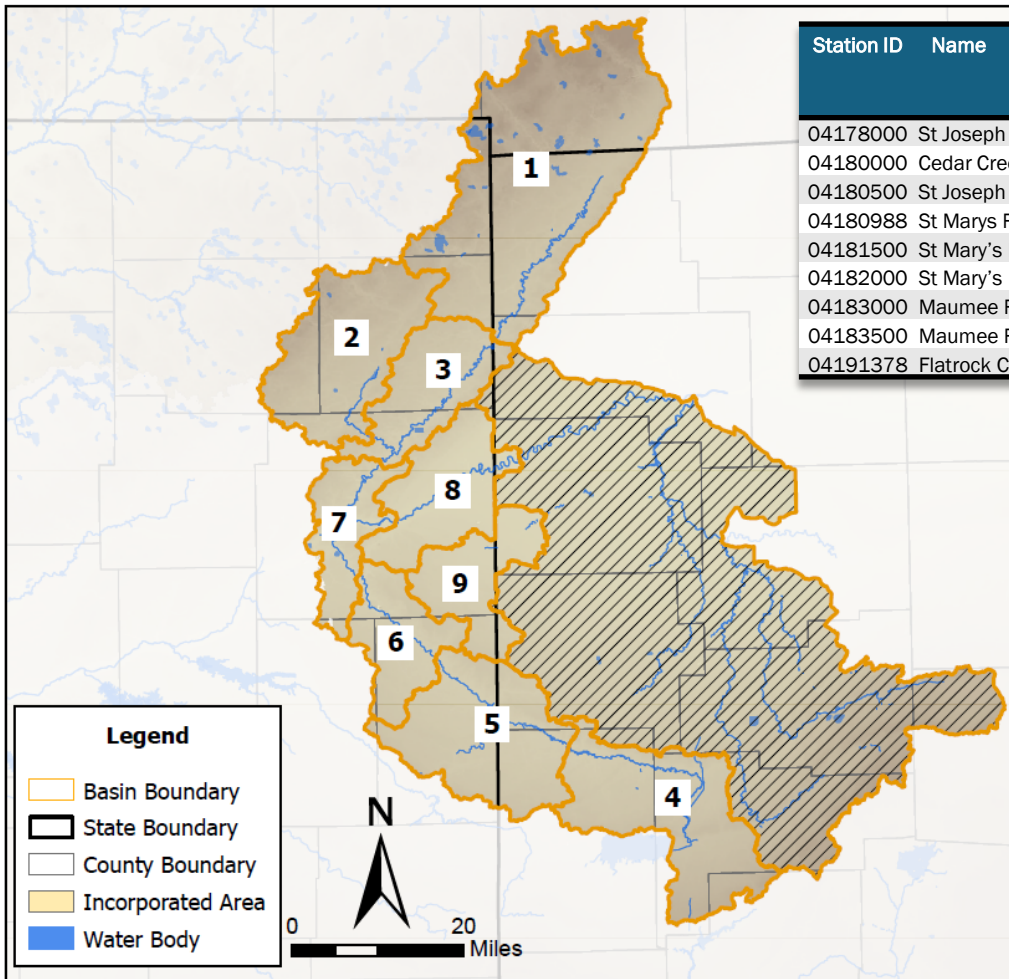 Station ID Name
04178000 St Joseph
04180000 Cedar Cree
04180500 St Joseph
04180988 St Marys R
04181500 St Mary’s
04182000 St Mary’s
04183000 Maumee R
04183500 Maumee R
04191378 Flatrock C
1
2
3
8
7
9
6
5
4
Legend
Basin Boundary
State Boundary
County Boundary
Incorporated Area
Water Body
N
0 20
Miles